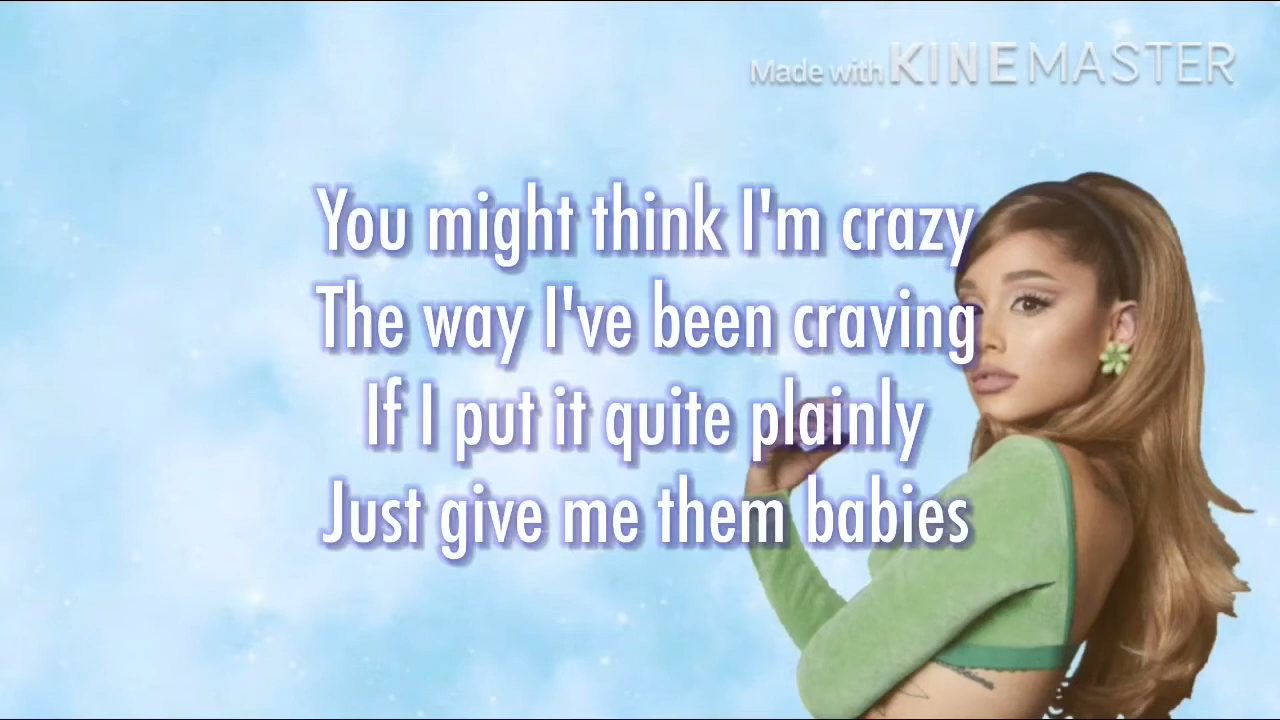 Made with KINEMASTER
You might think I'm crazy
The way I've been craving
If I put it quite plainly
Just give me them babies